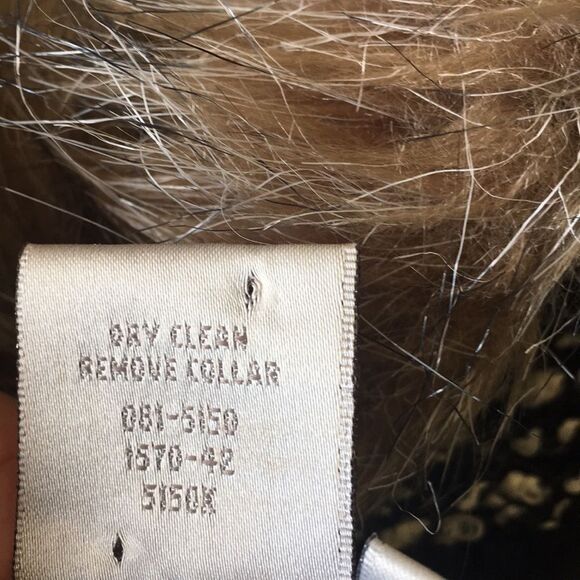 DRY CLEAN
REMOVE COLLAR
081-5150
1570-42
5150K